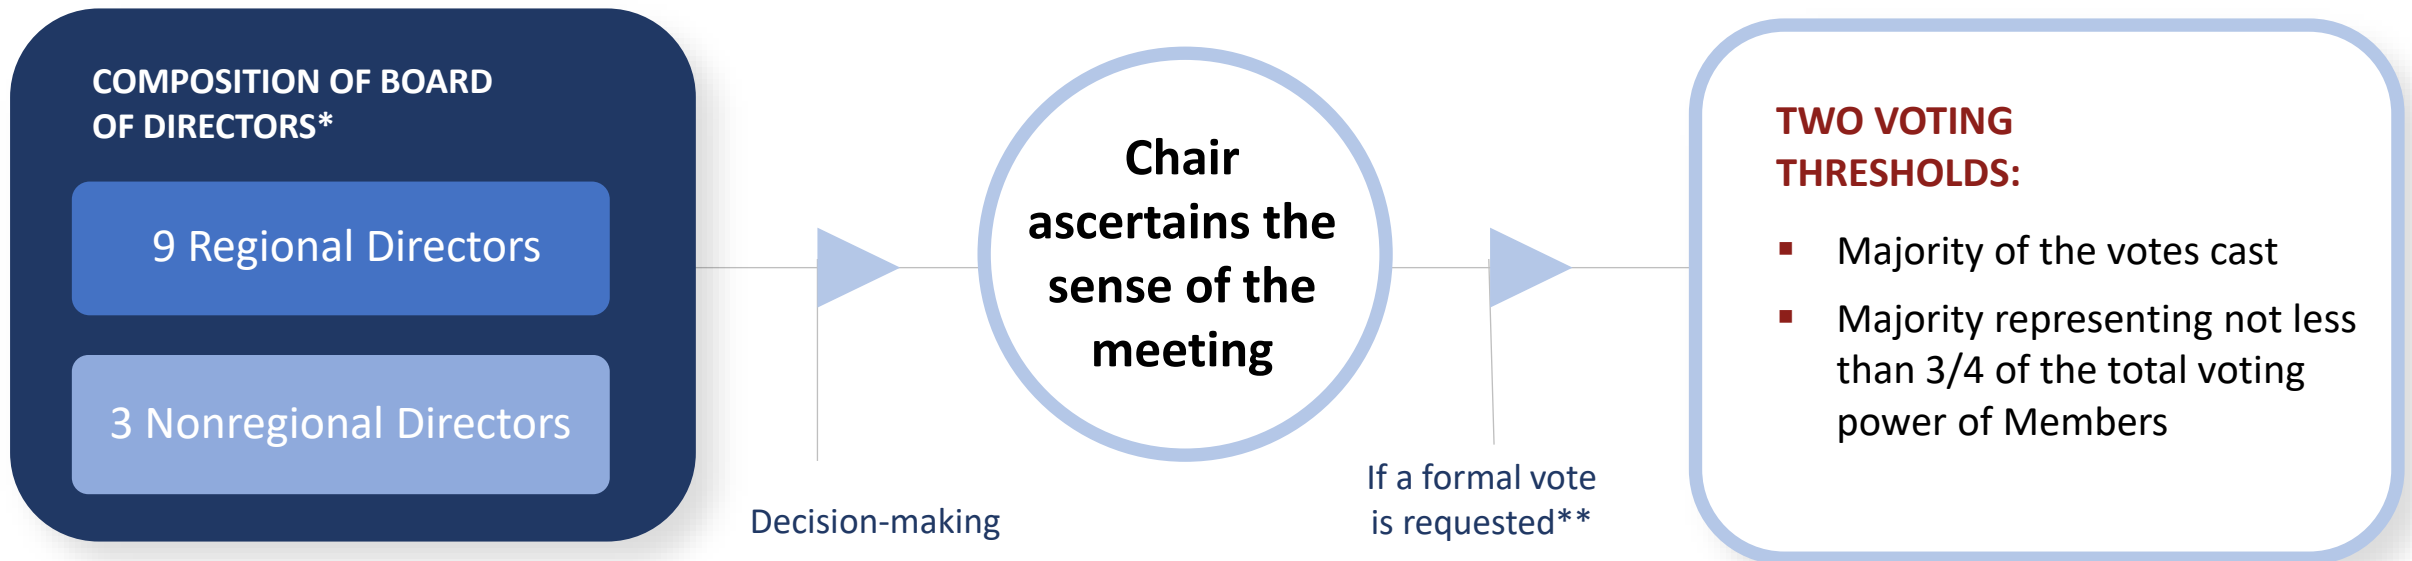 COMPOSITION OF BOARD
OF DIRECTORS*
9 Regional Directors
3 Nonregional Directors
Decision-making
Chair
ascertains the
sense of the
meeting
If a formal vote
is requested**
TWO VOTING
THRESHOLDS:
▪ Majority of the votes cast
▪ Majority representing not less
than 3/4 of the total voting
power of Members